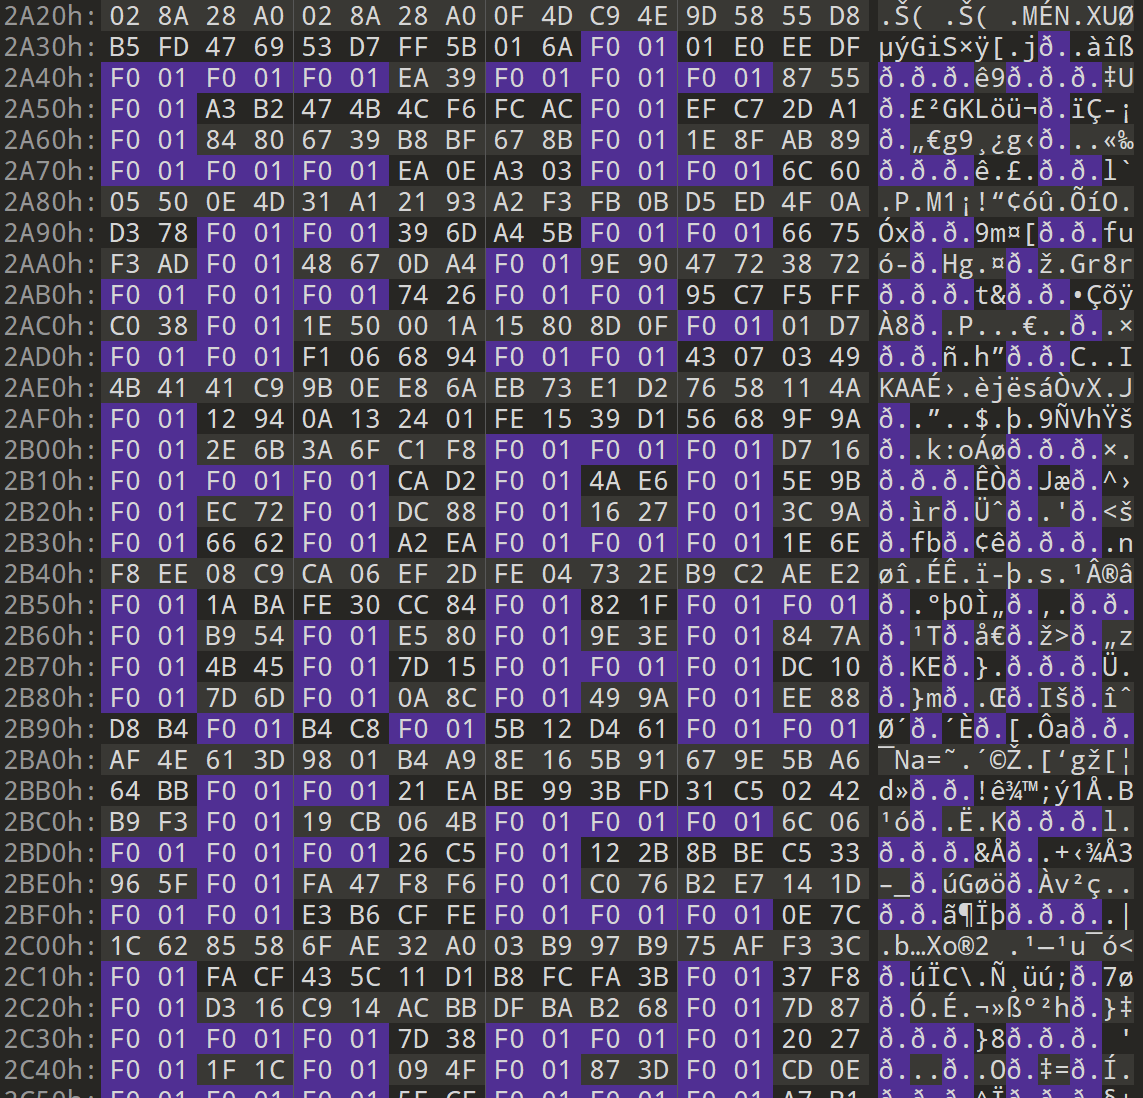 2A20h: 02 8A 28 A0 02 8A 28 A0 0F 4D C9 4E 9D 58 55 D8 .Š( .Š( .MÉN.XUØ
2A30h: B5 FD 47 69 53 D7 FF 5B 01 6A F0 01 01 E0 EE DF µýGiS×ÿ[.jð..àîß
2A40h: F0 01 F0 01 F0 01 EA 39 F0 01 F0 01 F0 01 87 55 ð.ð.ð.ê9ð.ð.ð.‡U
2A50h: F0 01 A3 B2 47 4B 4C F6 FC AC F0 01 EF C7 2D A1 ð.£²GKLöü¬ð.ïÇ-¡
2A60h: F0 01 84 80 67 39 B8 BF 67 8B F0 01 1E 8F AB 89 ð.„€g9¸¿g‹ð...«‰
2A70h: F0 01 F0 01 F0 01 EA 0E A3 03 F0 01 F0 01 6C 60 ð.ð.ð.ê.£.ð.ð.l`
2A80h: 05 50 0E 4D 31 A1 21 93 A2 F3 FB 0B D5 ED 4F 0A .P.M1¡!“¢óû.ÕíO.
2A90h: D3 78 F0 01 F0 01 39 6D A4 5B F0 01 F0 01 66 75 Óxð.ð.9m¤[ð.ð.fu
2AA0h: F3 AD F0 01 48 67 0D A4 F0 01 9E 90 47 72 38 72 ó-ð.Hg.¤ð.ž.Gr8r
2AB0h: F0 01 F0 01 F0 01 74 26 F0 01 F0 01 95 C7 F5 FF ð.ð.ð.t&ð.ð.•Çõÿ
2AC0h: C0 38 F0 01 1E 50 00 1A 15 80 8D 0F F0 01 01 D7 À8ð..P...€..ð..×
2AD0h: F0 01 F0 01 F1 06 68 94 F0 01 F0 01 43 07 03 49 ð.ð.ñ.h”ð.ð.C..I
2AE0h: 4B 41 41 C9 9B 0E E8 6A EB 73 E1 D2 76 58 11 4A KAAÉ›.èjësáÒvX.J
2AF0h: F0 01 12 94 0A 13 24 01 FE 15 39 D1 56 68 9F 9A ð..”..$.þ.9ÑVhŸš
2B00h: F0 01 2E 6B 3A 6F C1 F8 F0 01 F0 01 F0 01 D7 16 ð..k:oÁøð.ð.ð.×.
2B10h: F0 01 F0 01 F0 01 CA D2 F0 01 4A E6 F0 01 5E 9B ð.ð.ð.ÊÒð.Jæð.^›
2B20h: F0 01 EC 72 F0 01 DC 88 F0 01 16 27 F0 01 3C 9A ð.ìrð.Üˆð..'ð.<š
2B30h: F0 01 66 62 F0 01 A2 EA F0 01 F0 01 F0 01 1E 6E ð.fbð.¢êð.ð.ð..n
2B40h: F8 EE 08 C9 CA 06 EF 2D FE 04 73 2E B9 C2 AE E2 øî.ÉÊ.ï-þ.s.¹Â®â
2B50h: F0 01 1A BA FE 30 CC 84 F0 01 82 1F F0 01 F0 01 ð..ºþ0Ì„ð.‚.ð.ð.
2B60h: F0 01 B9 54 F0 01 E5 80 F0 01 9E 3E F0 01 84 7A ð.¹Tð.å€ð.ž>ð.„z
2B70h: F0 01 4B 45 F0 01 7D 15 F0 01 F0 01 F0 01 DC 10 ð.KEð.}.ð.ð.ð.Ü.
2B80h: F0 01 7D 6D F0 01 0A 8C F0 01 49 9A F0 01 EE 88 ð.}mð..Œð.Išð.îˆ
2B90h: D8 B4 F0 01 B4 C8 F0 01 5B 12 D4 61 F0 01 F0 01 Ø´ð.´Èð.[.Ôað.ð.
2BA0h: AF 4E 61 3D 98 01 B4 A9 8E 16 5B 91 67 9E 5B A6 ¯Na=˜.´©Ž.[‘gž[¦
2BB0h: 64 BB F0 01 F0 01 21 EA BE 99 3B FD 31 C5 02 42 d»ð.ð.!ê¾™;ý1Å.B
2BC0h: B9 F3 F0 01 19 CB 06 4B F0 01 F0 01 F0 01 6C 06 ¹óð..Ë.Kð.ð.ð.l.
2BD0h: F0 01 F0 01 F0 01 26 C5 F0 01 12 2B 8B BE C5 33 ð.ð.ð.&Åð..+‹¾Å3
2BE0h: 96 5F F0 01 FA 47 F8 F6 F0 01 C0 76 B2 E7 14 1D –_ð.úGøöð.Àv²ç..
2BF0h: F0 01 F0 01 E3 B6 CF FE F0 01 F0 01 F0 01 0E 7C ð.ð.ã¶Ïþð.ð.ð..|
2C00h: 1C 62 85 58 6F AE 32 A0 03 B9 97 B9 75 AF F3 3C .b…Xo®2 .¹—¹u¯ó<
2C10h: F0 01 FA CF 43 5C 11 D1 B8 FC FA 3B F0 01 37 F8 ð.úÏC\.Ñ¸üú;ð.7ø
2C20h: F0 01 D3 16 C9 14 AC BB DF BA B2 68 F0 01 7D 87 ð.Ó.É.¬»ßº²hð.}‡
2C30h: F0 01 F0 01 F0 01 7D 38 F0 01 F0 01 F0 01 20 27 ð.ð.ð.}8ð.ð.ð. '
2C40h: F0 01 1F 1C F0 01 09 4F F0 01 87 3D F0 01 CD 0E ð...ð..Oð.‡=ð.Í.